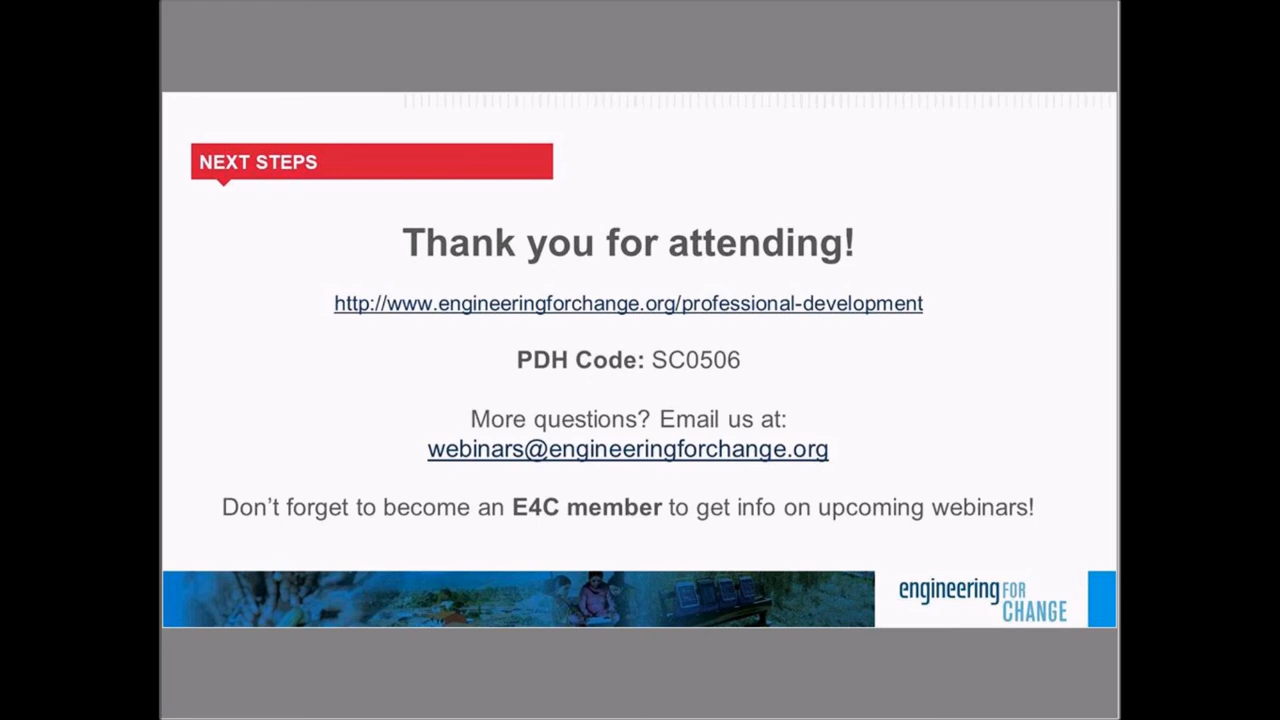 NEXT STEPS
Thank you for attending!
http://www.engineeringforchange.org/professional-development
PDH Code: SC0506
More questions? Email us at:
webinars@engineeringforchange.org
Don’t forget to become an E4C member to get info on upcoming webinars!
engineering FOR
CHANGE